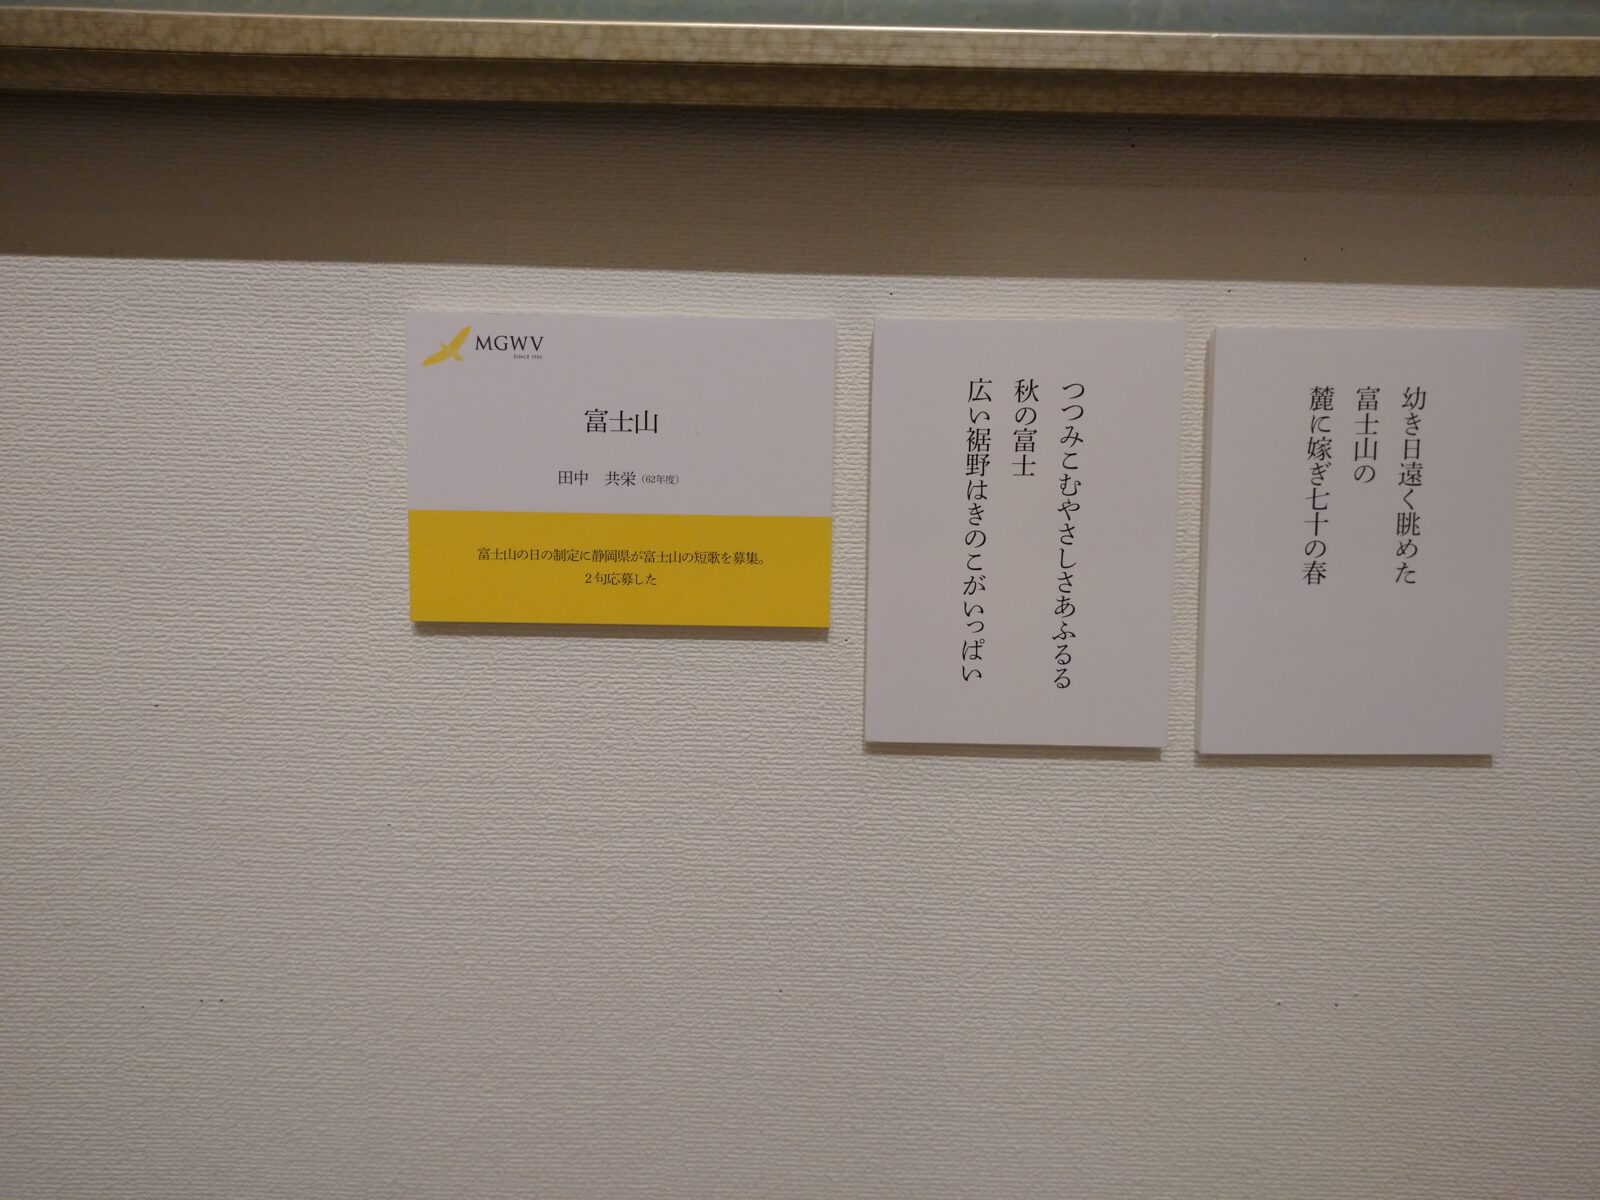 MGWV
SINCE 1955
富士山
田中　共栄（62年度）
富士山の日の制定に静岡県が富士山の短歌を募集。
２句応募した
幼き日遠く眺めた
富士山の
麓に嫁ぎ七十の春
つつみこむやさしさあふるる
秋の富士
広い裾野はきのこがいっぱい